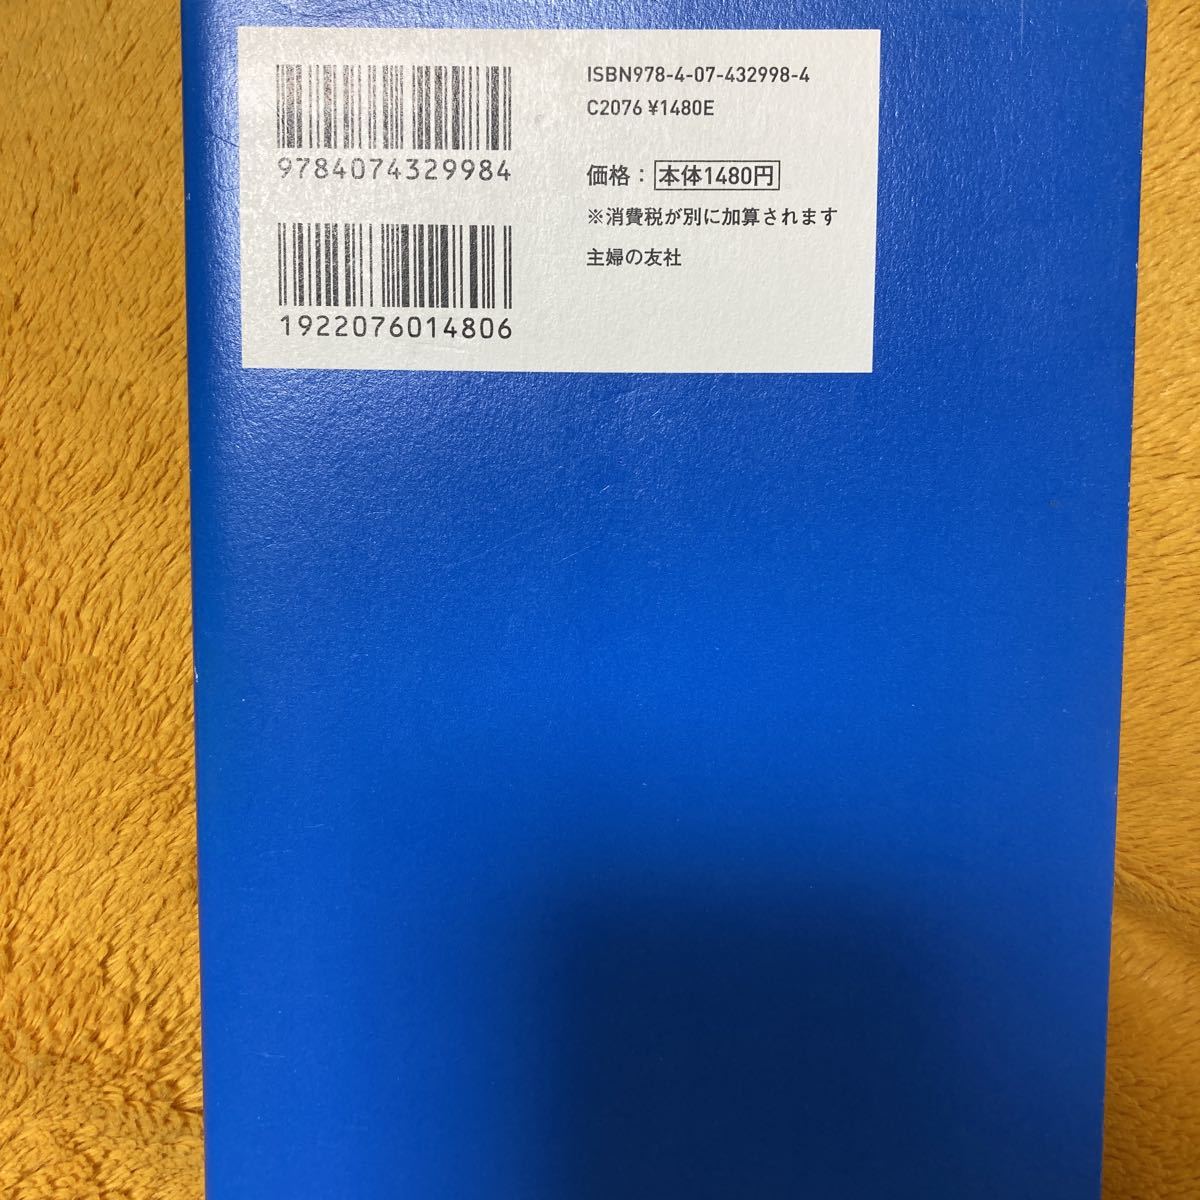 9784074329984
1922076014806
ISBN978-4-07-432998-4
C2076 ¥1480E
価格：本体1480円
※消費税が別に加算されます
主婦の友社